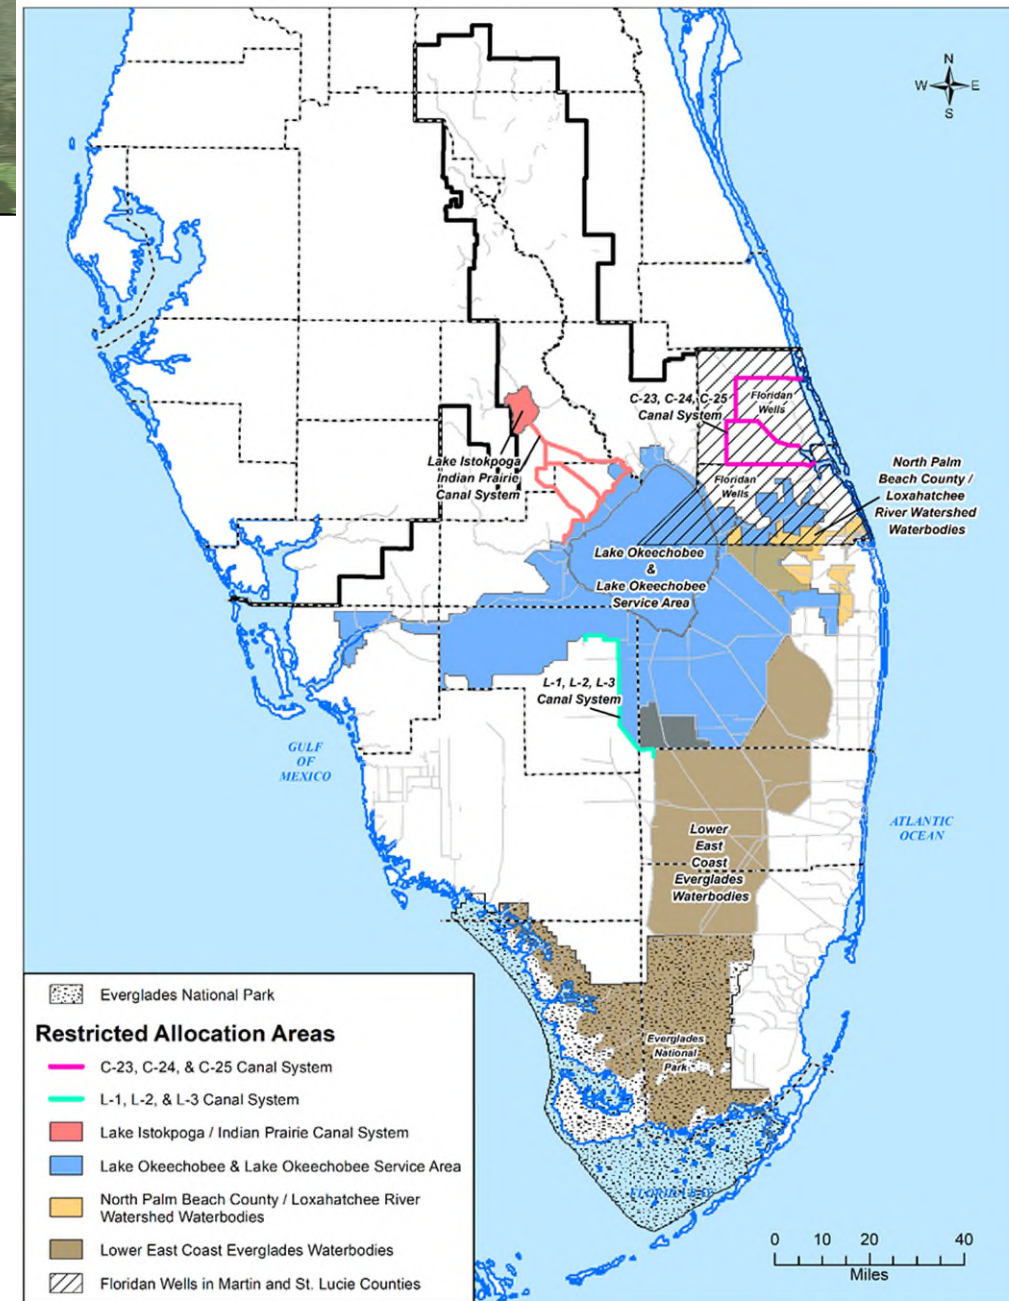 N
W E
S
C-23, C-24, C-25
Canal System
Floridan
Wells
Lake Istokpoga
Indian Prairie
Canal System
Floridan
Wells
North Palm
Beach County /
Loxahatchee
River Watershed
Waterbodies
Lake Okeechobee
&
Lake Okeechobee
Service Area
L-1, L-2, L-3
Canal System
GULF
OF
MEXICO
ATLANTIC
OCEAN
Lower
East
Coast
Everglades
Waterbodies
Everglades
National
Park
FLORIDA BAY
Everglades National Park
Restricted Allocation Areas
C-23, C-24, & C-25 Canal System
L-1, L-2, & L-3 Canal System
Lake Istokpoga / Indian Prairie Canal System
Lake Okeechobee & Lake Okeechobee Service Area
North Palm Beach County / Loxahatchee River
Watershed Waterbodies
Lower East Coast Everglades Waterbodies
Floridan Wells in Martin and St. Lucie Counties
0 10 20 40
Miles